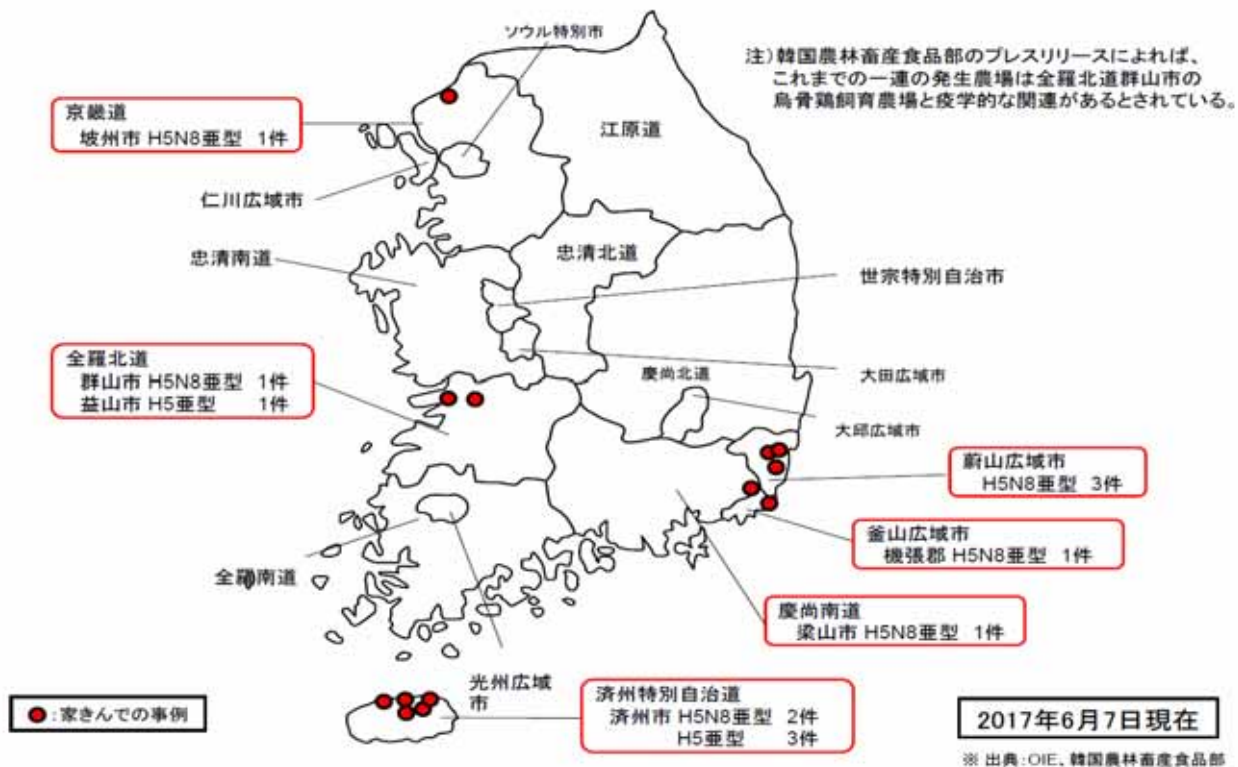 ソウル特別市
注)韓国農林畜産食品部のプレスリリースによれば、
これまでの一連の発生農場は全羅北道群山市の
烏骨鶏飼育農場と疫学的な関連があるとされている。
京畿道
坡州市 H5N8亜型 1件
江原道
仁川広域市
忠清南道
忠清北道
世宗特別自治市
全羅北道
群山市 H5N8亜型 1件
益山市 H5亜型 1件
慶尚北道
大田広域市
大邱広域市
蔚山広域市
H5N8亜型 3件
釜山広域市
機張郡 H5N8亜型 1件
全羅南道
慶尚南道
梁山市 H5N8亜型 1件
光州広域
市
済州特別自治道
済州市 H5N8亜型 2件
H5亜型 3件
:家きんでの事例
2017年6月7日現在
※ 出典:OIE、韓国農林畜産食品部